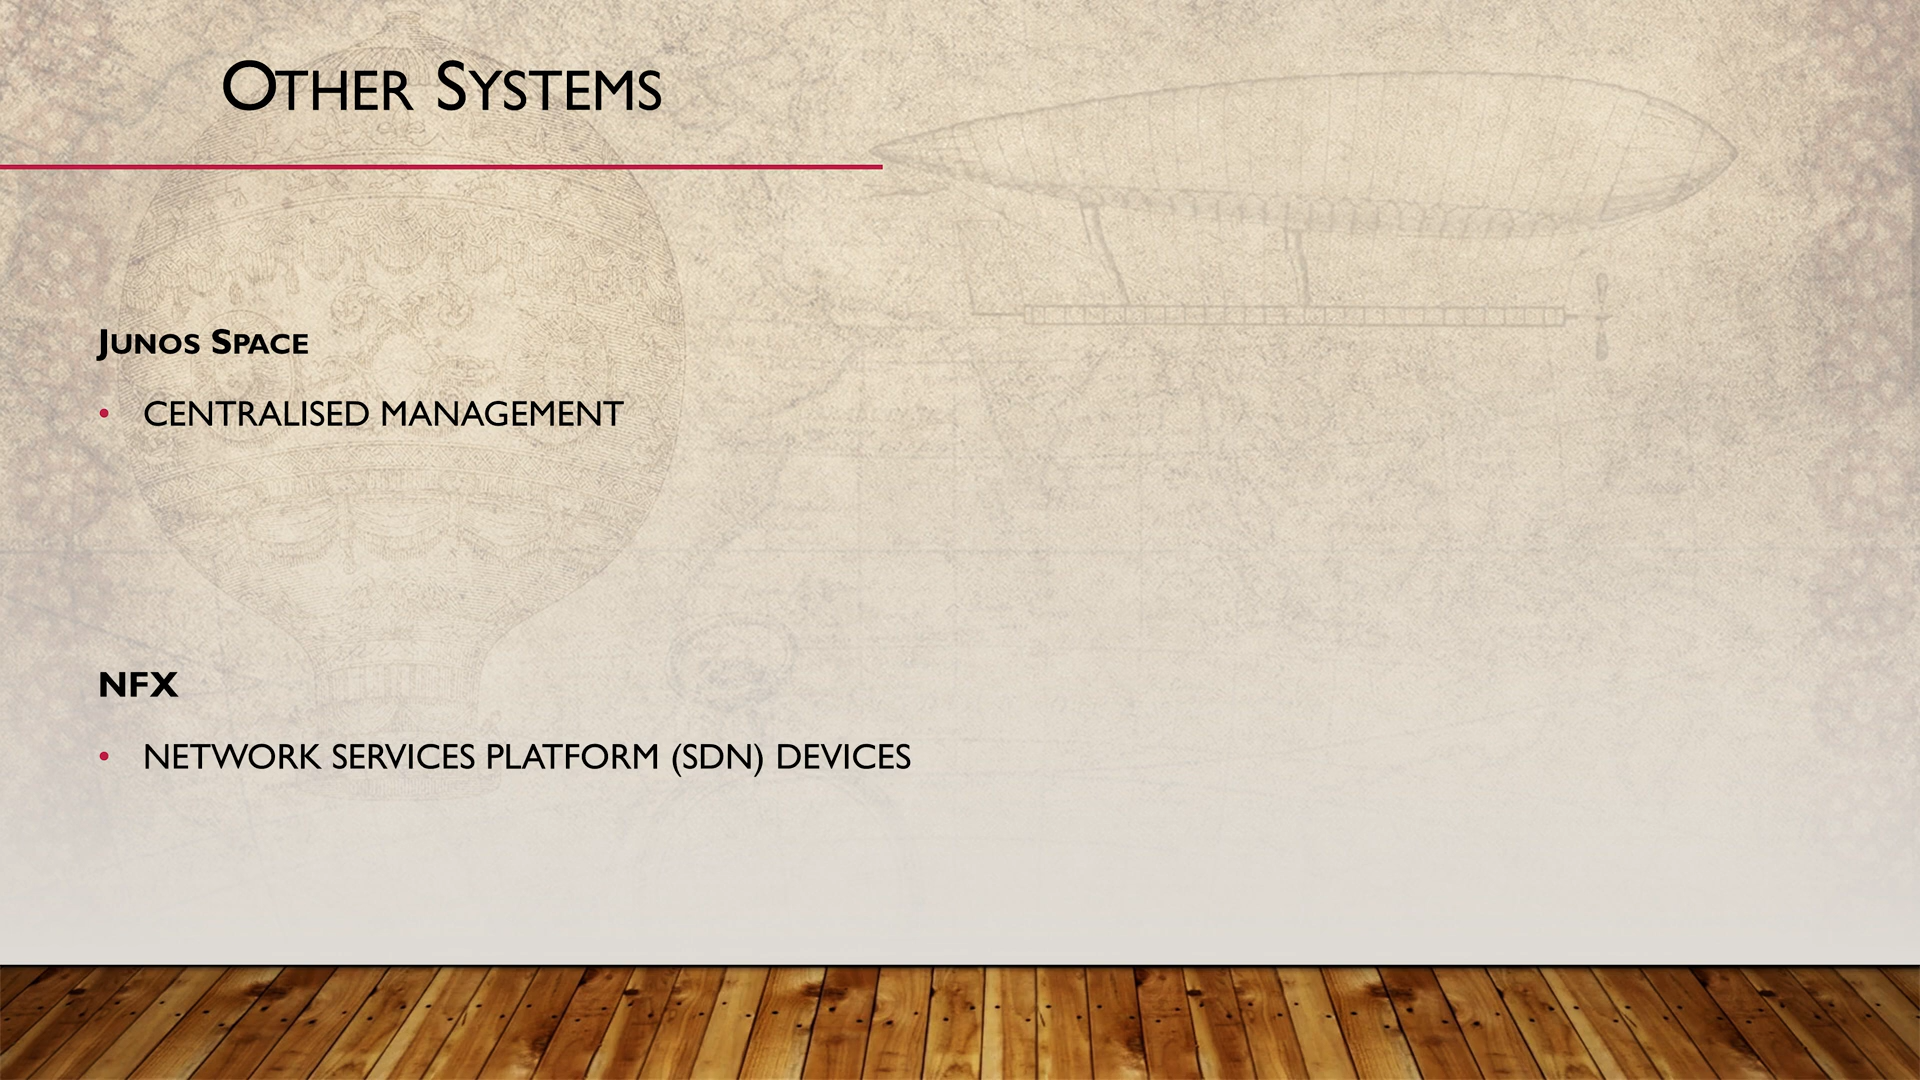 Other Systems
Junos Space
• CENTRALISED MANAGEMENT
NFX
• NETWORK SERVICES PLATFORM (SDN) DEVICES